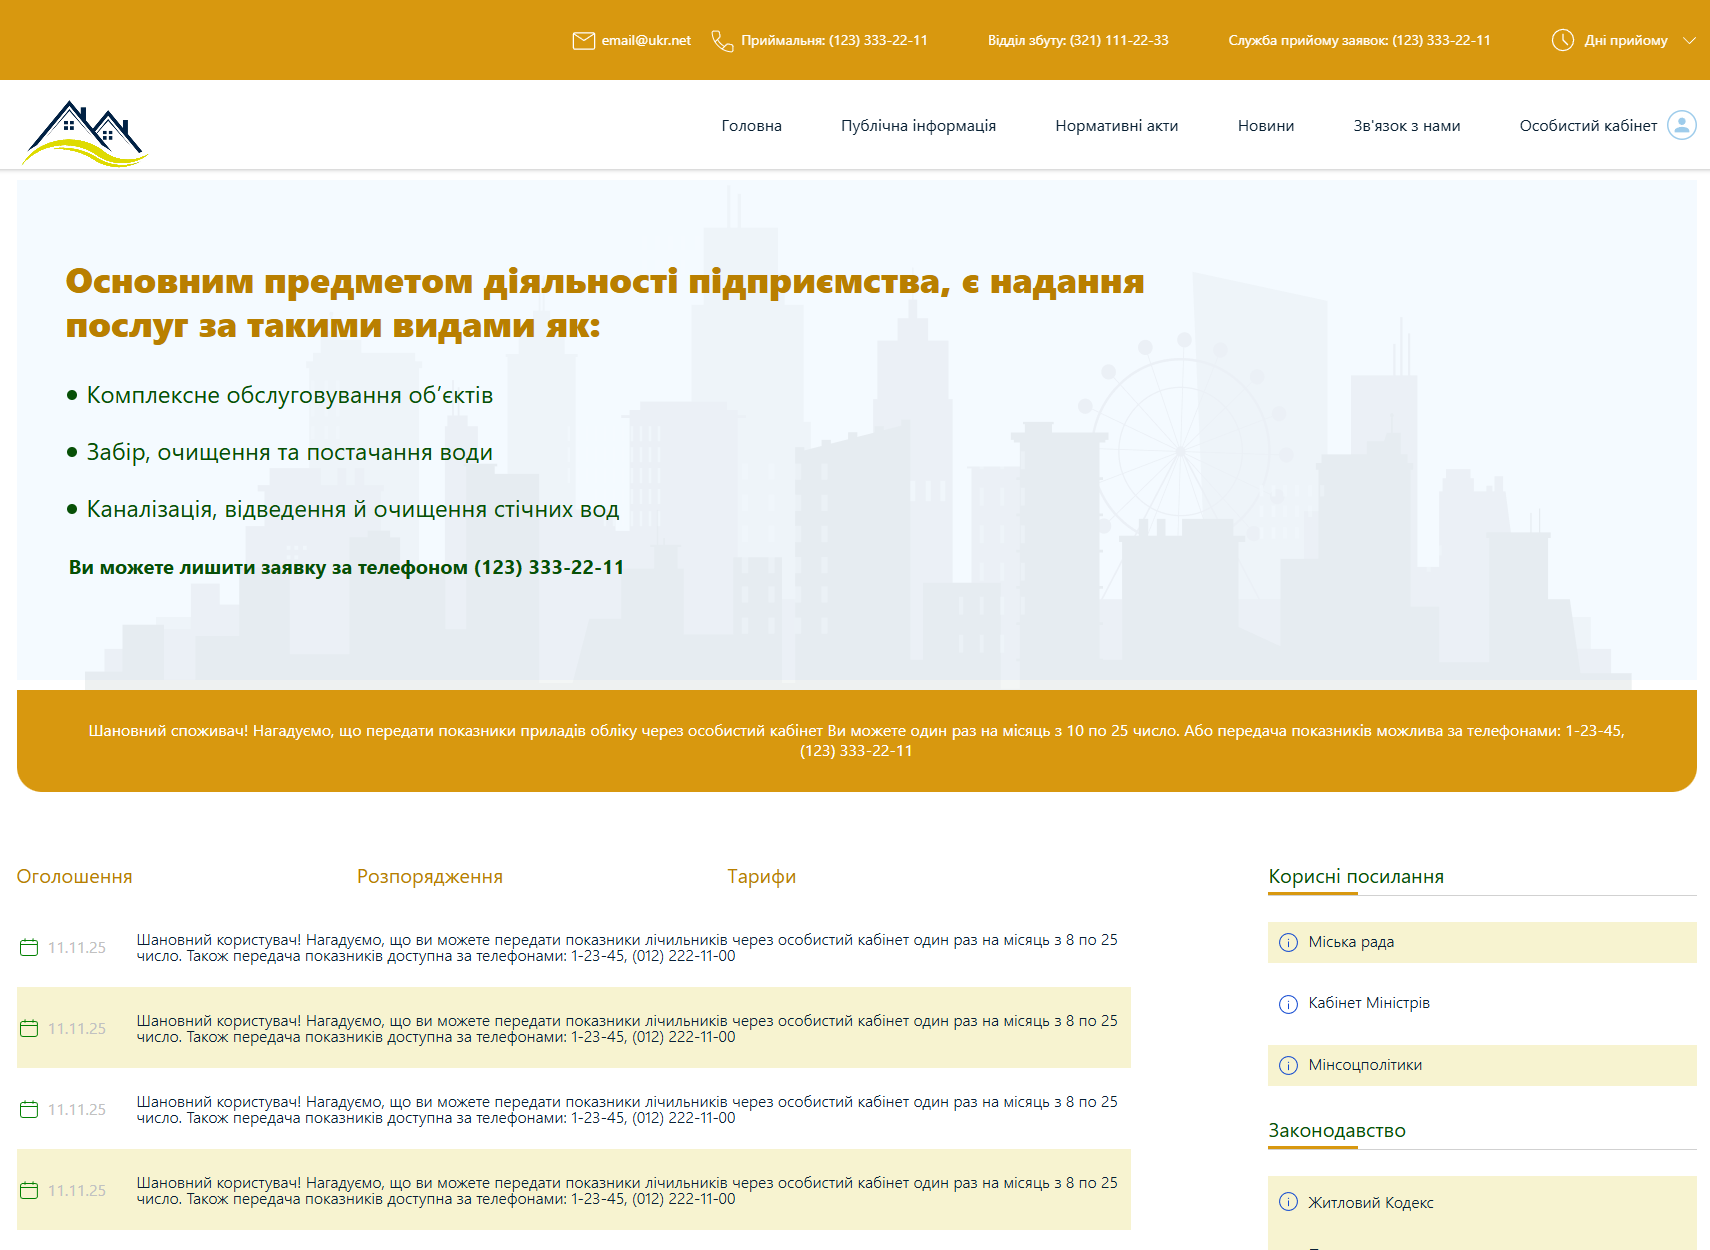 email@ukr.net
Приймальня: (123) 333-22-11
Відділ збуту: (321) 111-22-33
Служба прийому заявок: (123) 333-22-11
Дні прийому
Головна
Публічна інформація
Нормативні акти
Новини
Зв'язок з нами
Особистий кабінет
Основним предметом діяльності підприємства, є надання
послуг за такими видами як:
• Комплексне обслуговування об’єктів
• Забір, очищення та постачання води
• Каналізація, відведення й очищення стічних вод
Ви можете лишити заявку за телефоном (123) 333-22-11
Шановний споживач! Нагадуємо, що передати показники приладів обліку через особистий кабінет Ви можете один раз на місяць з 10 по 25 число. Або передача показників можлива за телефонами: 1-23-45,
(123) 333-22-11
Оголошення
Розпорядження
Тарифи
11.11.25
Шановний користувач! Нагадуємо, що ви можете передати показники лічильників через особистий кабінет один раз на місяць з 8 по 25
число. Також передача показників доступна за телефонами: 1-23-45, (012) 222-11-00
11.11.25
Шановний користувач! Нагадуємо, що ви можете передати показники лічильників через особистий кабінет один раз на місяць з 8 по 25
число. Також передача показників доступна за телефонами: 1-23-45, (012) 222-11-00
11.11.25
Шановний користувач! Нагадуємо, що ви можете передати показники лічильників через особистий кабінет один раз на місяць з 8 по 25
число. Також передача показників доступна за телефонами: 1-23-45, (012) 222-11-00
11.11.25
Шановний користувач! Нагадуємо, що ви можете передати показники лічильників через особистий кабінет один раз на місяць з 8 по 25
число. Також передача показників доступна за телефонами: 1-23-45, (012) 222-11-00
Корисні посилання
Міська рада
Кабінет Міністрів
Мінсоцполітики
Законодавство
Житловий Кодекс